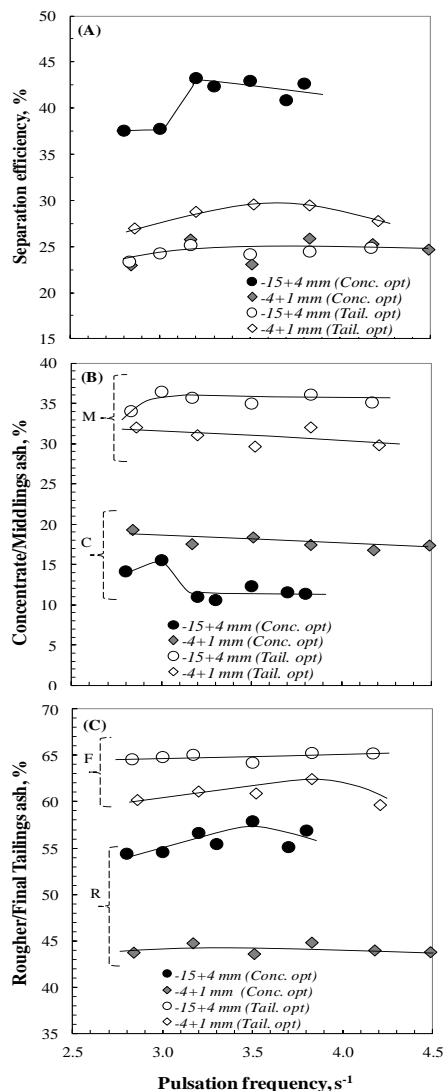 50
(A)
45
40
35
30
25
20
15
Separation efficiency, %
-15+4 mm (Conc. opt)
-4+1 mm (Conc. opt)
-15+4 mm (Tail. opt)
-4+1 mm (Tail. opt)
45
(B)
40
35
30
25
20
15
10
5
0
Concentrate/Middlings ash, %
M
C
-15+4 mm (Conc. opt)
-4+1 mm (Conc. opt)
-15+4 mm (Tail. opt)
-4+1 mm (Tail. opt)
70
(C)
65
60
55
50
45
40
35
Rougher/Final Tailings ash, %
F
R
-15+4 mm (Conc. opt)
-4+1 mm (Conc. opt)
-15+4 mm (Tail. opt)
-4+1 mm (Tail. opt)
2.5 3.0 3.5 4.0 4.5
Pulsation frequency, s-1